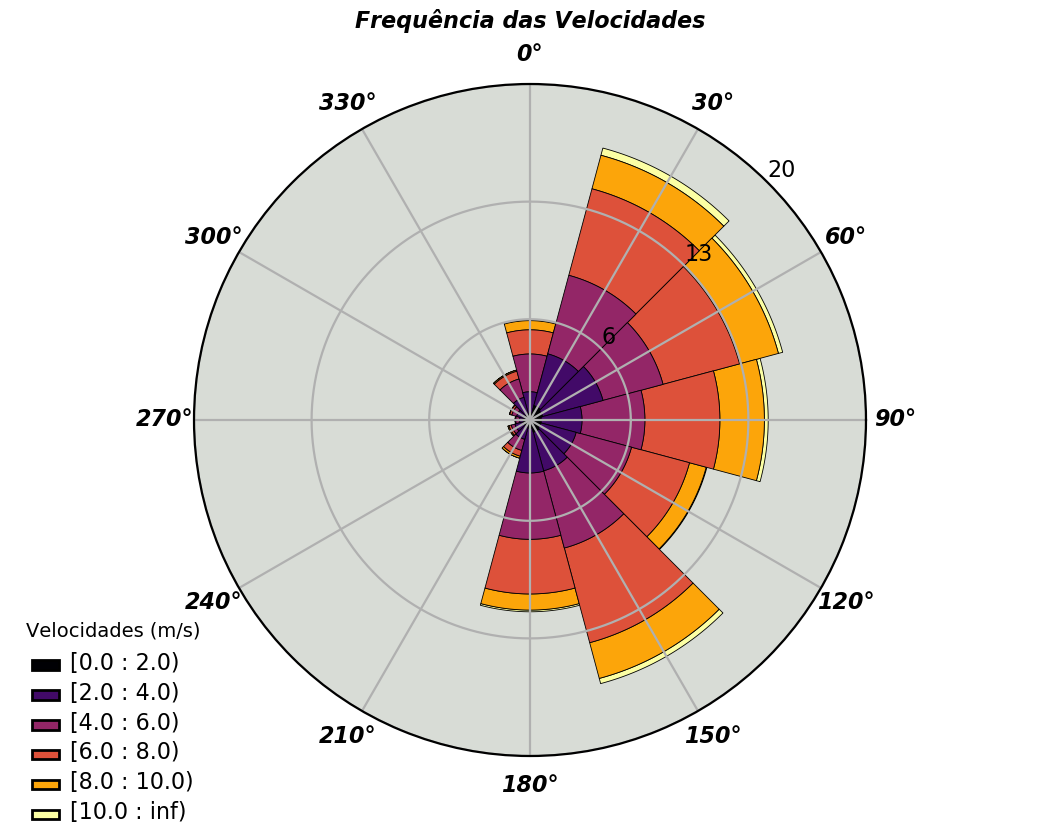 Frequência das Velocidades
0°
330°
30°
20
300°
60°
13
6
270°
90°
240°
120°
210°
150°
180°
Velocidades (m/s)
[0.0 : 2.0)
[2.0 : 4.0)
[4.0 : 6.0)
[6.0 : 8.0)
[8.0 : 10.0)
[10.0 : inf)